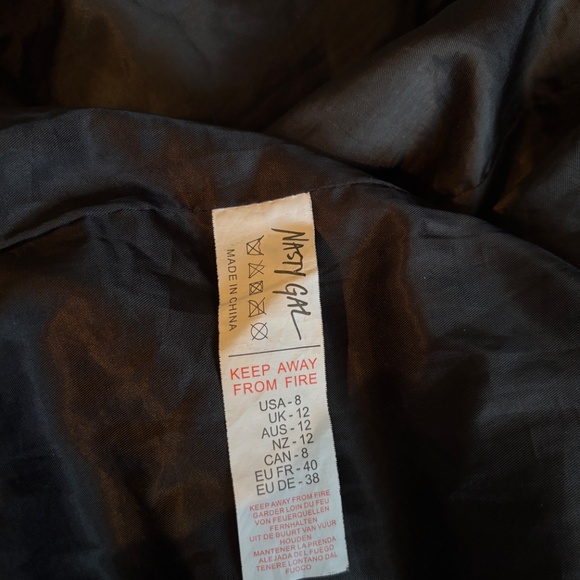 NASTY GAL
MADE IN CHINA
KEEP AWAY
FROM FIRE
USA - 8
UK - 12
AUS - 12
NZ - 12
CAN - 8
EU FR - 40
EU DE - 38
KEEP AWAY FROM FIRE
GARDER LOIN DU FEU
VON FEUERQUELLEN
FERNHALTEN
UIT DE BUURT VAN VUUR
HOUDEN
MANTENER LA PRENDA
ALEJADA DEL FUEGO
TENERE LONTANO DAL
FUOCO